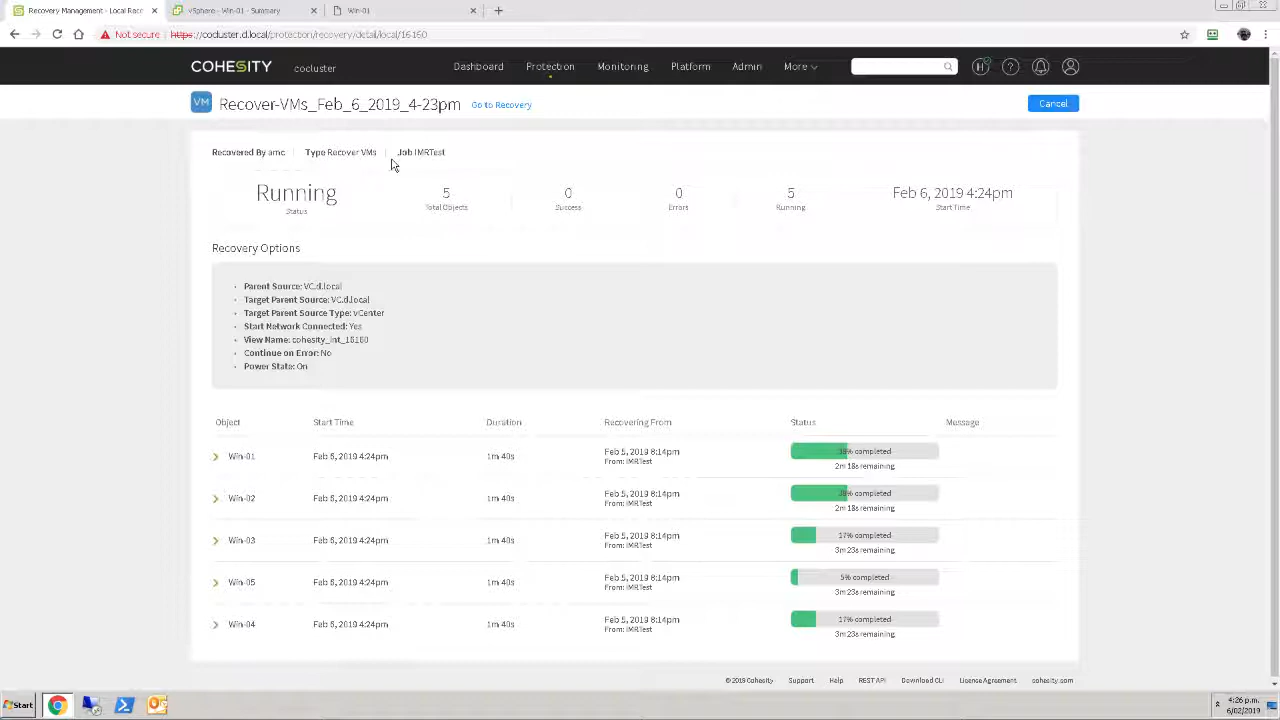 Recovery Management - Local Rec
vSphere - Win-01 - Summary
Win-01
Not secure
https://cocluster.d.local/protection/recovery/detail/local/16160
COHESITY
cocluster
Dashboard
Protection
Monitoring
Platform
Admin
More
VM
Recover-VMs_Feb_6_2019_4-23pm
Go to Recovery
Cancel
Recovered By amc
Type Recover VMs
Job IMRTest
Running
5
0
0
5
Feb 6, 2019 4:24pm
Status
Total Objects
Success
Errors
Running
Start Time
Recovery Options
· Parent Source: VC.d.local
· Target Parent Source: VC.d.local
· Target Parent Source Type: vCenter
· Start Network Connected: Yes
· View Name: cohesity_int_16160
· Continue on Error: No
· Power State: On
Object
Start Time
Duration
Recovering From
Status
Message
Win-01
Feb 6, 2019 4:24pm
1m 40s
Feb 5, 2019 8:14pm
From: IMRTest
38% completed
2m 18s remaining
Win-02
Feb 6, 2019 4:24pm
1m 40s
Feb 5, 2019 8:14pm
From: IMRTest
38% completed
2m 18s remaining
Win-03
Feb 6, 2019 4:24pm
1m 40s
Feb 5, 2019 8:14pm
From: IMRTest
17% completed
3m 23s remaining
Win-05
Feb 6, 2019 4:24pm
1m 40s
Feb 5, 2019 8:14pm
From: IMRTest
5% completed
3m 23s remaining
Win-04
Feb 6, 2019 4:24pm
1m 40s
Feb 5, 2019 8:14pm
From: IMRTest
17% completed
3m 23s remaining
© 2019 Cohesity
Support
Help
REST API
Download CLI
License Agreement
cohesity.com
Start
4:26 p.m.
6/02/2019